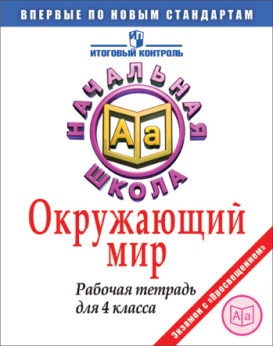 ВПЕРВЫЕ ПО НОВЫМ СТАНДАРТАМ
ИТОГОВЫЙ КОНТРОЛЬ
НАЧАЛЬНАЯ
Аа
ШКОЛА
Окружающий
мир
Рабочая тетрадь
для 4 класса
Экзамен с «Просвещением»
Аа